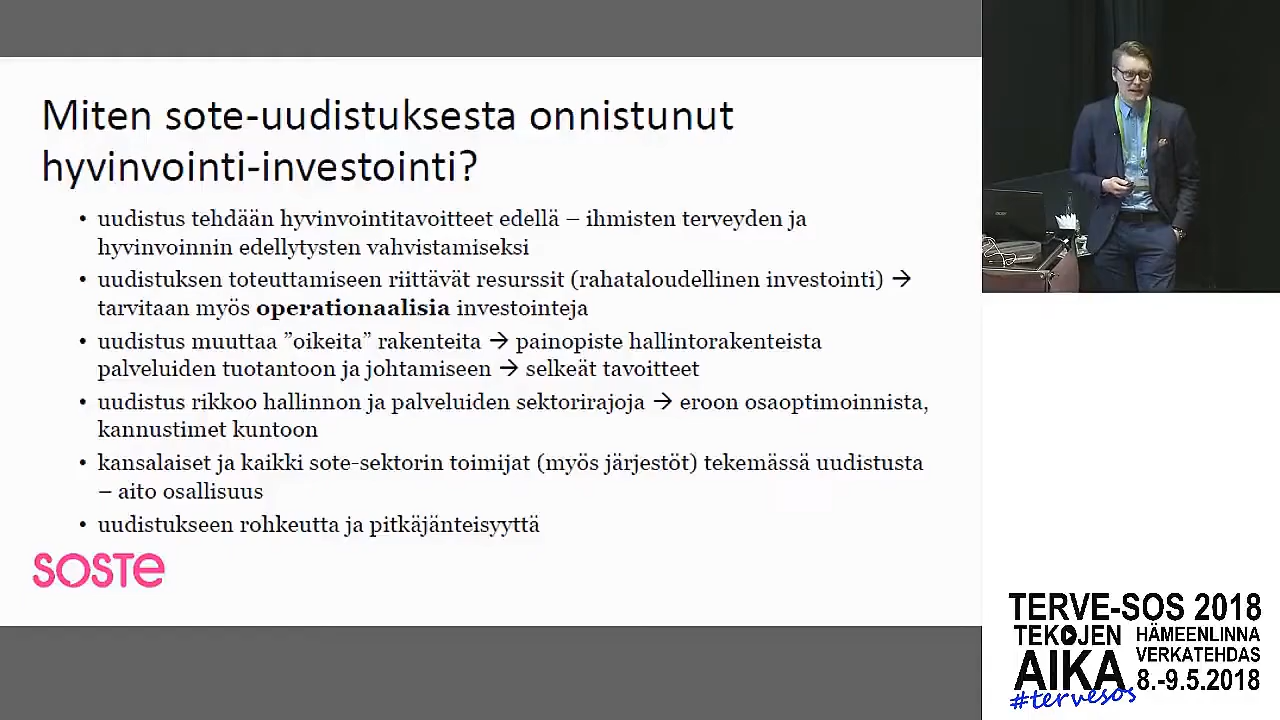 Miten sote-uudistuksesta onnistunut
hyvinvointi-investointi?
• uudistus tehdään hyvinvointitavoitteet edellä – ihmisten terveyden ja
hyvinvoinnin edellytysten vahvistamiseksi
• uudistuksen toteuttamiseen riittävät resurssit (rahataloudellinen investointi) →
tarvitaan myös operationaalisia investointeja
• uudistus muuttaa ”oikeita” rakenteita → painopiste hallintorakenteista
palveluiden tuotantoon ja johtamiseen → selkeät tavoitteet
• uudistus rikkoo hallinnon ja palveluiden sektorirajoja → eroon osaoptimoinnista,
kannustimet kuntoon
• kansalaiset ja kaikki sote-sektorin toimijat (myös järjestöt) tekemässä uudistusta
– aito osallisuus
• uudistukseen rohkeutta ja pitkäjänteisyyttä
SOSTE
TERVE-SOS 2018
TEKOJEN
AIKA
HÄMEENLINNA
VERKATEHDAS
8.-9.5.2018
#tervesos